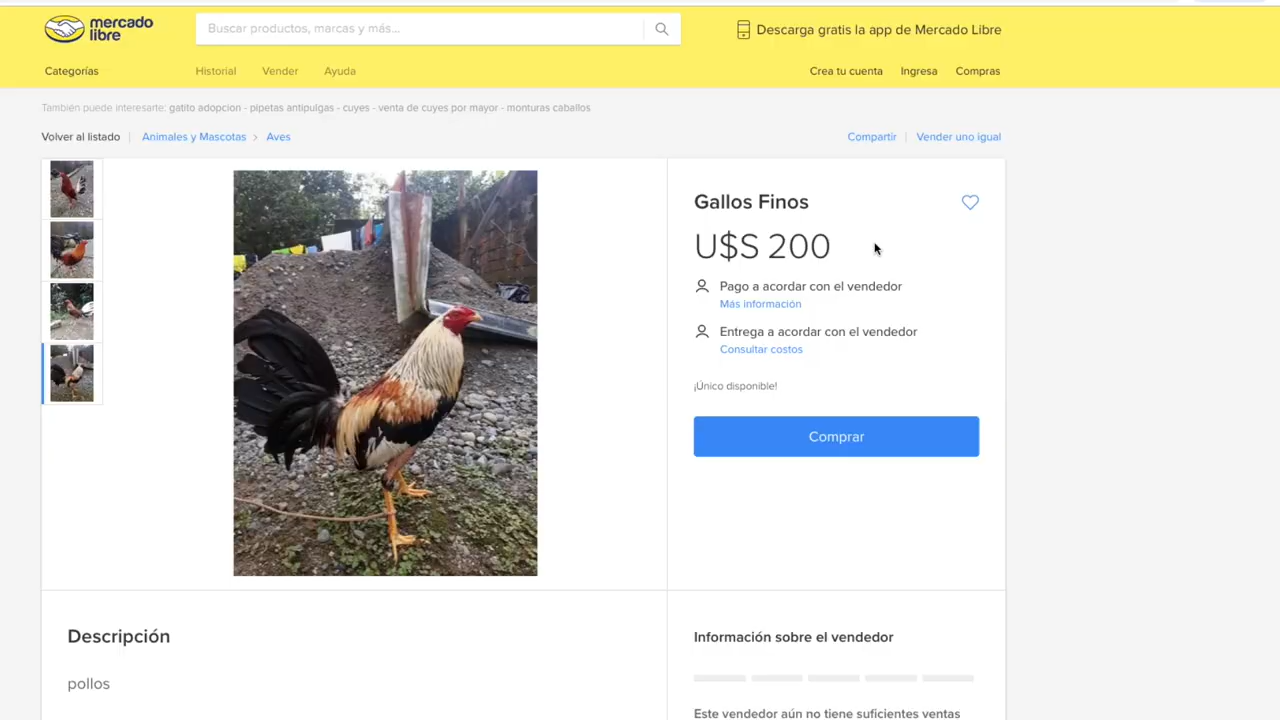 mercado
libre
Buscar productos, marcas y más...
Descarga gratis la app de Mercado Libre
Categorías
Historial
Vender
Ayuda
Crea tu cuenta
Ingresa
Compras
También puede interesarte: gatito adopcion - pipetas antipulgas - cuyes - venta de cuyes por mayor - monturas caballos
Volver al listado | Animales y Mascotas > Aves
Compartir | Vender uno igual
Gallos Finos
U$S 200
Pago a acordar con el vendedor
Más información
Entrega a acordar con el vendedor
Consultar costos
¡Único disponible!
Comprar
Descripción
pollos
Información sobre el vendedor
Este vendedor aún no tiene suficientes ventas